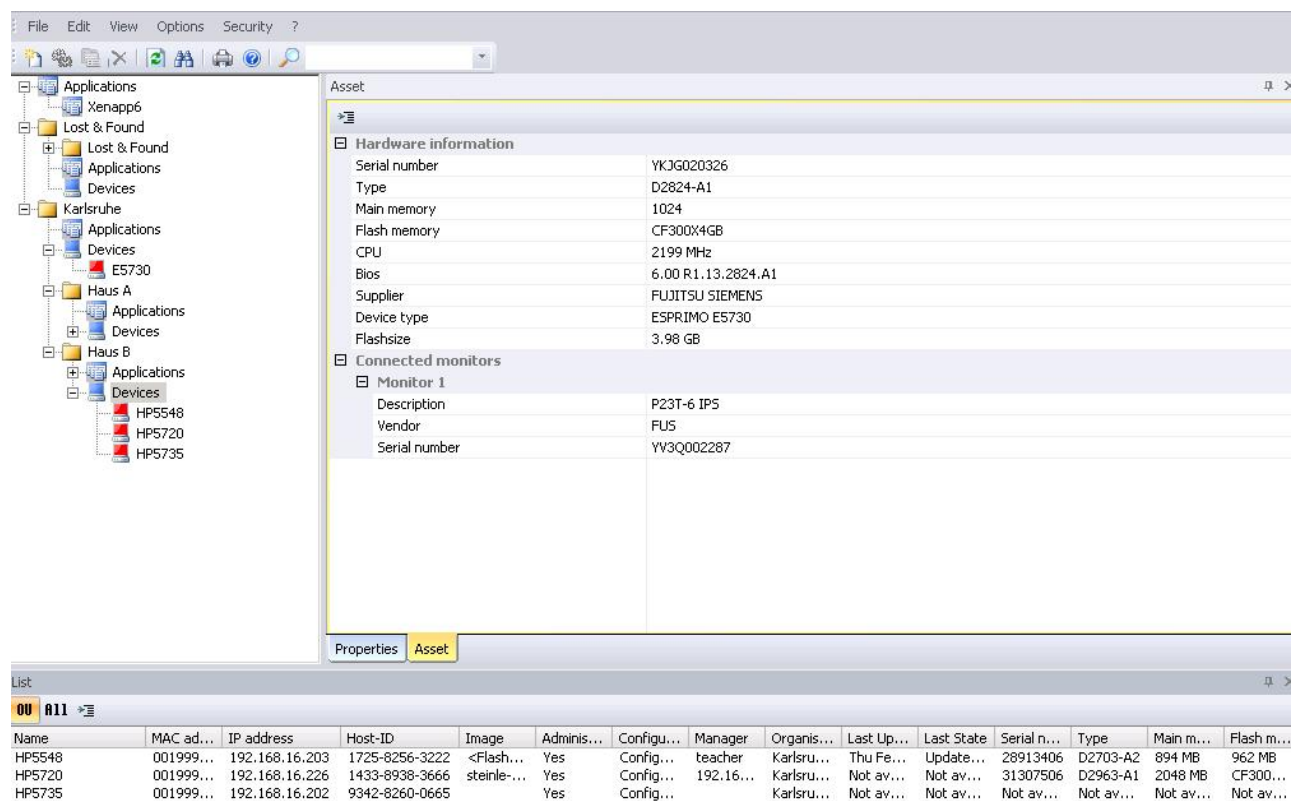 File Edit View Options Security ?
Applications
Xenapp6
Lost & Found
Lost & Found
Applications
Devices
Karlsruhe
Applications
Devices
E5730
Haus A
Applications
Devices
Haus B
Applications
Devices
HP5548
HP5720
HP5735
Asset
Hardware information
Serial number YKJG020326
Type D2824-A1
Main memory 1024
Flash memory CF300X4GB
CPU 2199 MHz
Bios 6.00 R1.13.2824.A1
Supplier FUJITSU SIEMENS
Device type ESPRIMO E5730
Flashsize 3.98 GB
Connected monitors
Monitor 1
Description P23T-6 IPS
Vendor FUS
Serial number YV3Q002287
Properties Asset
List
OU All
Name MAC ad... IP address Host-ID Image Adminis... Configu... Manager Organis... Last Up... Last State Serial n... Type Main m... Flash m...
HP5548 001999... 192.168.16.203 1725-8256-3222 <Flash... Yes Config... teacher Karlsru... Thu Fe... Update... 28913406 D2703-A2 894 MB 962 MB
HP5720 001999... 192.168.16.226 1433-8938-3666 steinle-... Yes Config... 192.16... Karlsru... Not av... Not av... 31307506 D2963-A1 2048 MB CF300...
HP5735 001999... 192.168.16.202 9342-8260-0665 Yes Config... Karlsru... Not av... Not av... Not av... Not av... Not av... Not av...